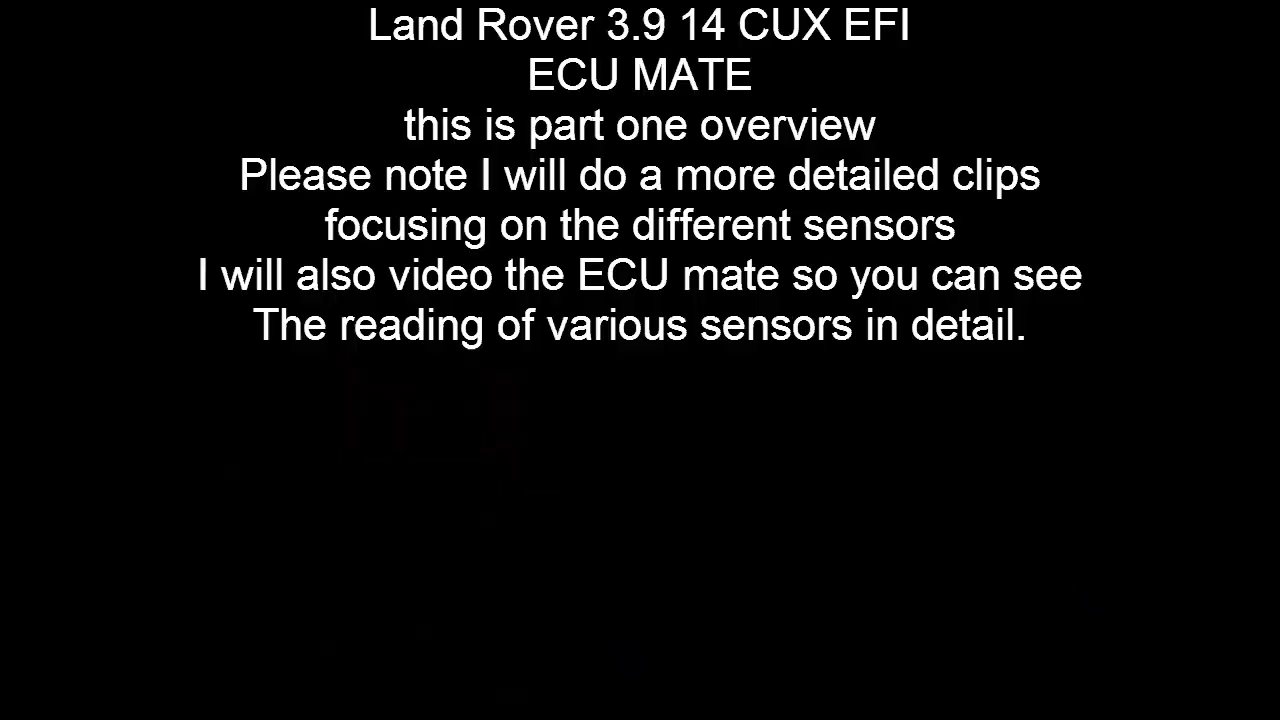 Land Rover 3.9 14 CUX EFI
ECU MATE
this is part one overview
Please note I will do a more detailed clips
focusing on the different sensors
I will also video the ECU mate so you can see
The reading of various sensors in detail.